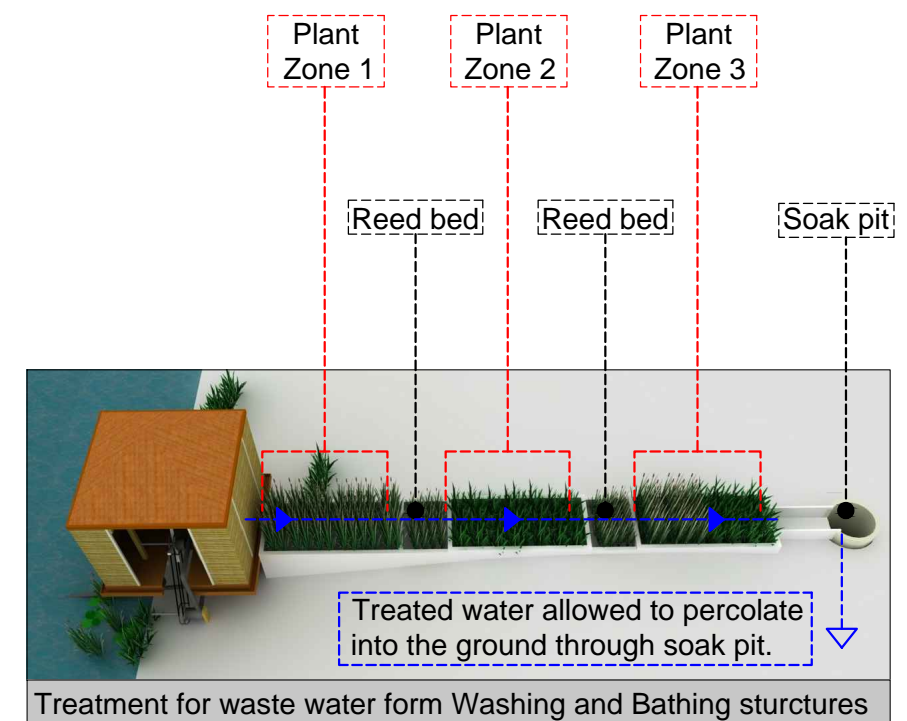 Plant
Zone 1
Plant
Zone 2
Plant
Zone 3
Reed bed
Reed bed
Soak pit
Treated water allowed to percolate
into the ground through soak pit.
Treatment for waste water form Washing and Bathing sturctures